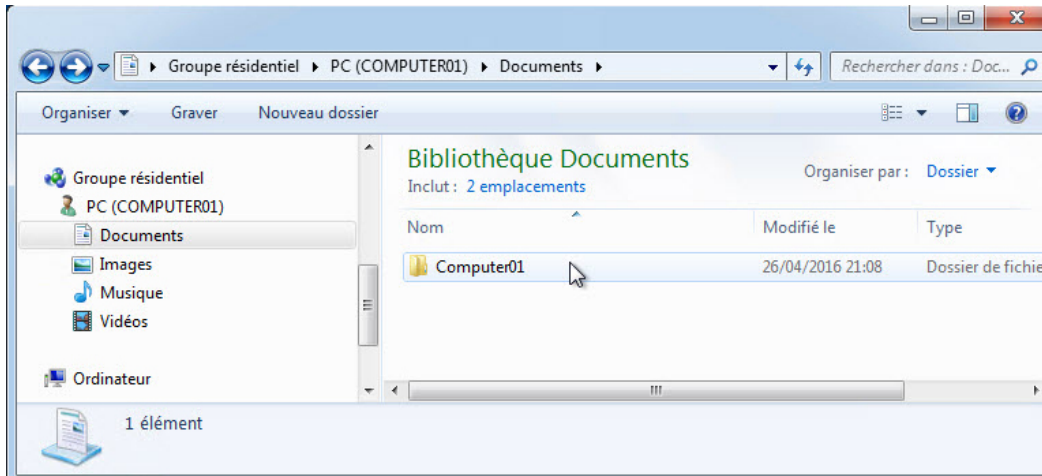 Groupe résidentiel PC (COMPUTER01) Documents
Rechercher dans : Doc...
Organiser Graver Nouveau dossier
Groupe résidentiel
PC (COMPUTER01)
Documents
Images
Musique
Vidéos
Ordinateur
Bibliothèque Documents
Inclut : 2 emplacements
Organiser par : Dossier
Nom Modifié le Type
Computer01 26/04/2016 21:08 Dossier de fichie
1 élément